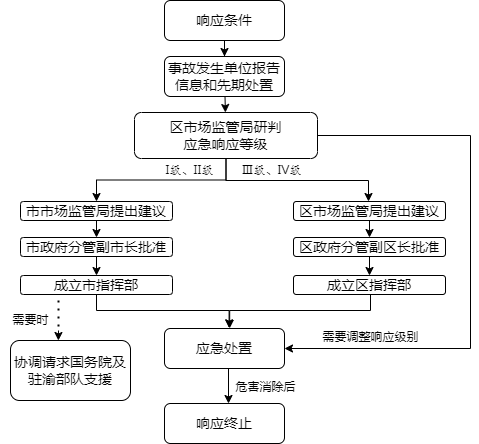 响应条件
事故发生单位报告
信息和先期处置
区市场监管局研判
应急响应等级
I级、II级
III级、IV级
市市场监管局提出建议
区市场监管局提出建议
市政府分管副市长批准
区政府分管副区长批准
成立市指挥部
成立区指挥部
需要时
需要调整响应级别
协调请求国务院及
驻渝部队支援
应急处置
危害消除后
响应终止